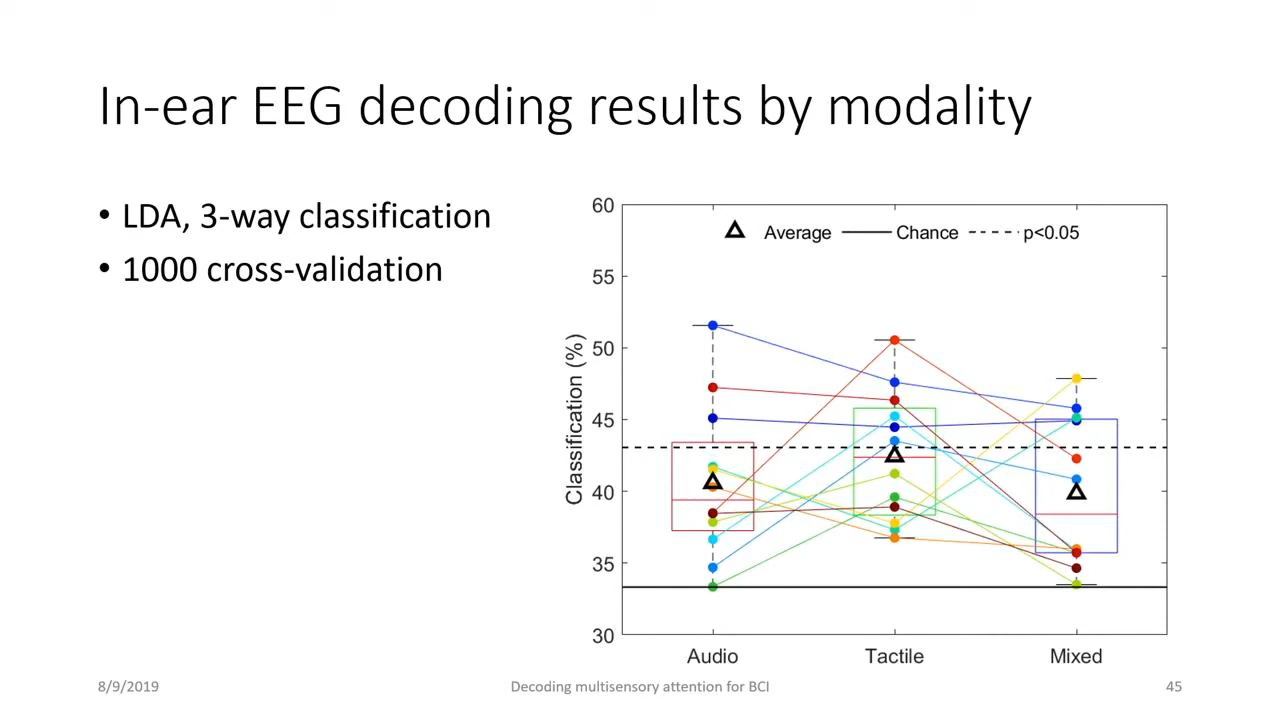 In-ear EEG decoding results by modality
• LDA, 3-way classification
• 1000 cross-validation
Average
Chance
p<0.05
60
55
50
45
40
35
30
Classification (%)
Audio
Tactile
Mixed
8/9/2019
Decoding multisensory attention for BCI
45